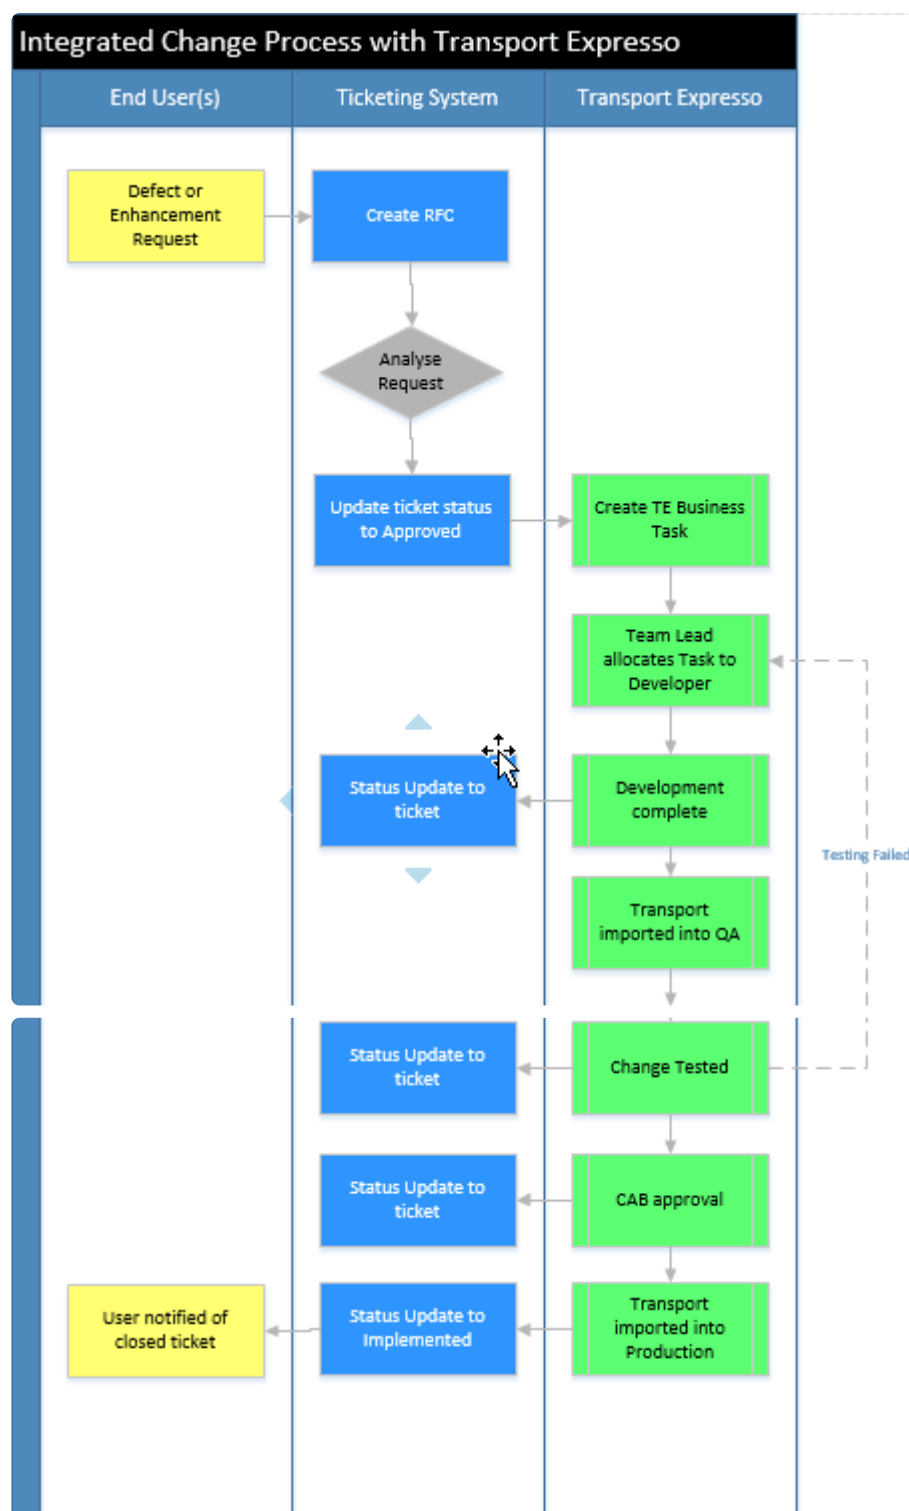 Integrated Change Process with Transport Expresso
End User(s)
Ticketing System
Transport Expresso
Defect or
Enhancement
Request
Create RFC
Analyse
Request
Update ticket status
to Approved
Create TE Business
Task
Team Lead
allocates Task to
Developer
Status Update to
ticket
Development
complete
Testing Failed
Transport
imported into QA
Status Update to
ticket
Change Tested
Status Update to
ticket
CAB approval
User notified of
closed ticket
Status Update to
Implemented
Transport
imported into
Production